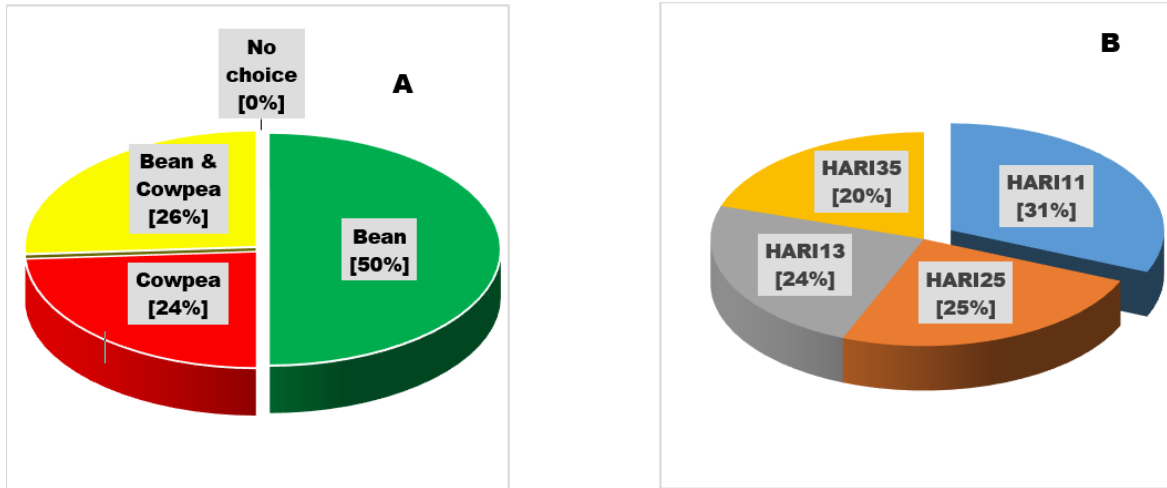 No
choice
[0%]
A
Bean &
Cowpea
[26%]
Bean
[50%]
Cowpea
[24%]
B
HARI35
[20%]
HARI11
[31%]
HARI13
[24%]
HARI25
[25%]